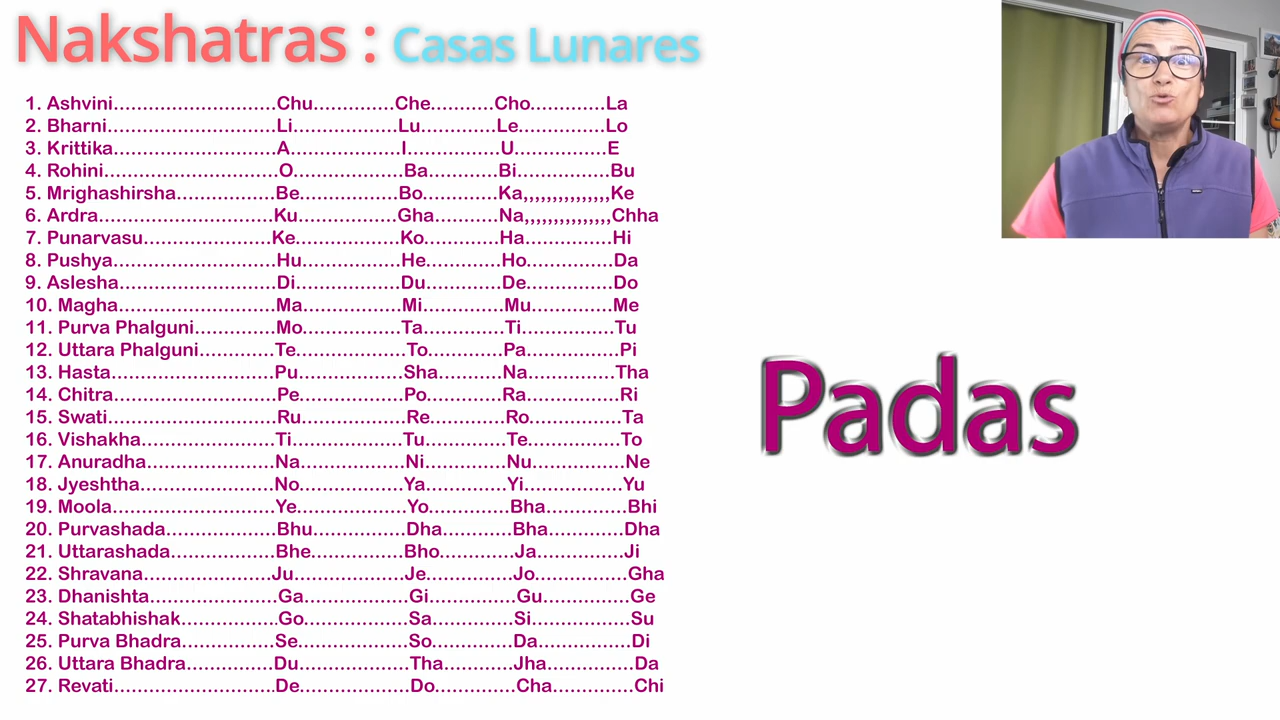 Nakshatras : Casas Lunares
1. Ashvini............................Chu..............Che...........Cho.............La
2. Bharni.............................Li..................Lu.............Le...............Lo
3. Krittika............................A...................I................U................E
4. Rohini..............................O...................Ba............Bi................Bu
5. Mrighashirsha.................Be.................Bo.............Ka,,,,,,,,,,,,,,,Ke
6. Ardra..............................Ku.................Gha...........Na,,,,,,,,,,,,,,,Chha
7. Punarvasu......................Ke..................Ko.............Ha...............Hi
8. Pushya...........................Hu.................He.............Ho...............Da
9. Aslesha...........................Di..................Du.............De...............Do
10. Magha...........................Ma.................Mi..............Mu..............Me
11. Purva Phalguni..............Mo.................Ta..............Ti................Tu
12. Uttara Phalguni.............Te...................To.............Pa................Pi
13. Hasta............................Pu..................Sha...........Na...............Tha
14. Chitra............................Pe..................Po.............Ra................Ri
15. Swati.............................Ru..................Re.............Ro................Ta
16. Vishakha.......................Ti...................Tu..............Te................To
17. Anuradha......................Na..................Ni..............Nu................Ne
18. Jyeshtha.......................No..................Ya..............Yi.................Yu
19. Moola............................Ye...................Yo..............Bha..............Bhi
20. Purvashada...................Bhu................Dha............Bha.............Dha
21. Uttarashada..................Bhe................Bho.............Ja...............Ji
22. Shravana......................Ju...................Je...............Jo................Gha
23. Dhanishta......................Ga..................Gi...............Gu...............Ge
24. Shatabhishak.................Go..................Sa..............Si.................Su
25. Purva Bhadra................Se...................So..............Da................Di
26. Uttara Bhadra...............Du...................Tha............Jha...............Da
27. Revati............................De...................Do..............Cha..............Chi
Padas